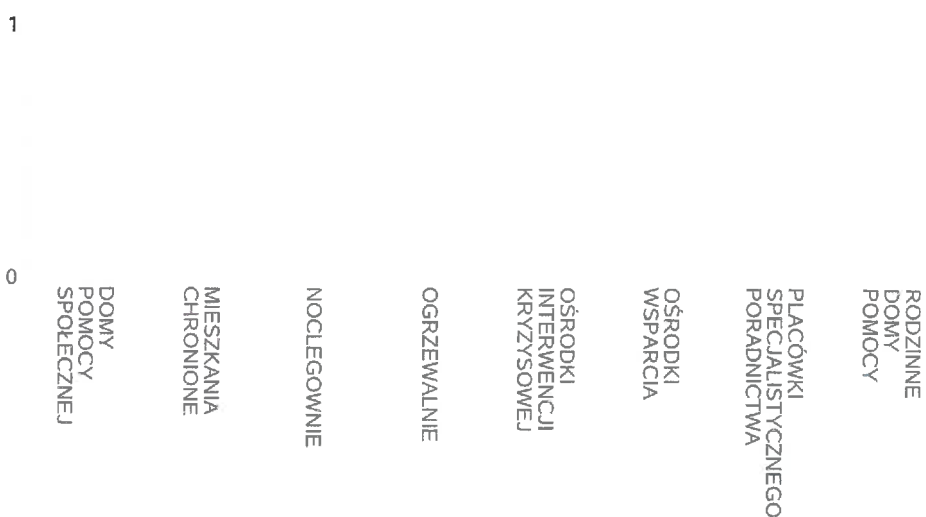 1
0
DOMY
POMOCY
SPOŁECZNEJ
MIESZKANIA
CHRONIONE
NOCLEGOWNIE
OGRZEWALNIE
OŚRODKI
INTERWENCJI
KRYZYSOWEJ
OŚRODKI
WSPARCIA
PLACÓWKI
SPECJALISTYCZNEGO
PORADNICTWA
RODZINNE
DOMY
POMOCY